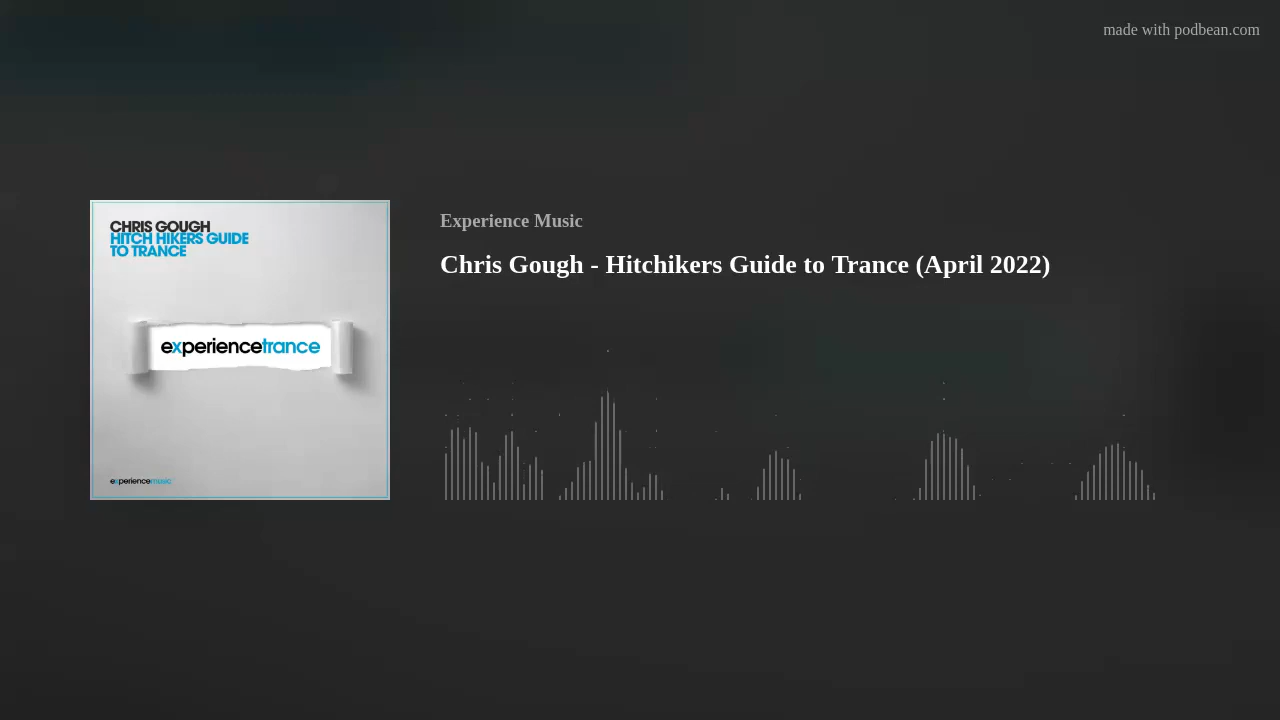 made with podbean.com
CHRIS GOUGH
HITCH HIKERS GUIDE
TO TRANCE
experiencetrance
experiencemusic
Experience Music
Chris Gough - Hitchikers Guide to Trance (April 2022)